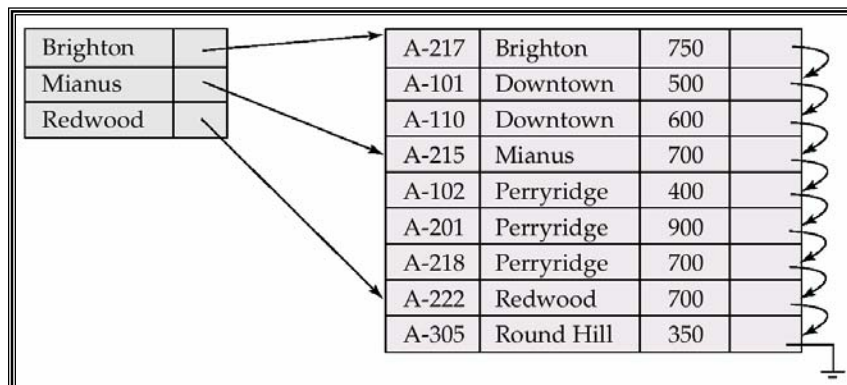 Brighton
Mianus
Redwood
A-217 Brighton 750
A-101 Downtown 500
A-110 Downtown 600
A-215 Mianus 700
A-102 Perryridge 400
A-201 Perryridge 900
A-218 Perryridge 700
A-222 Redwood 700
A-305 Round Hill 350